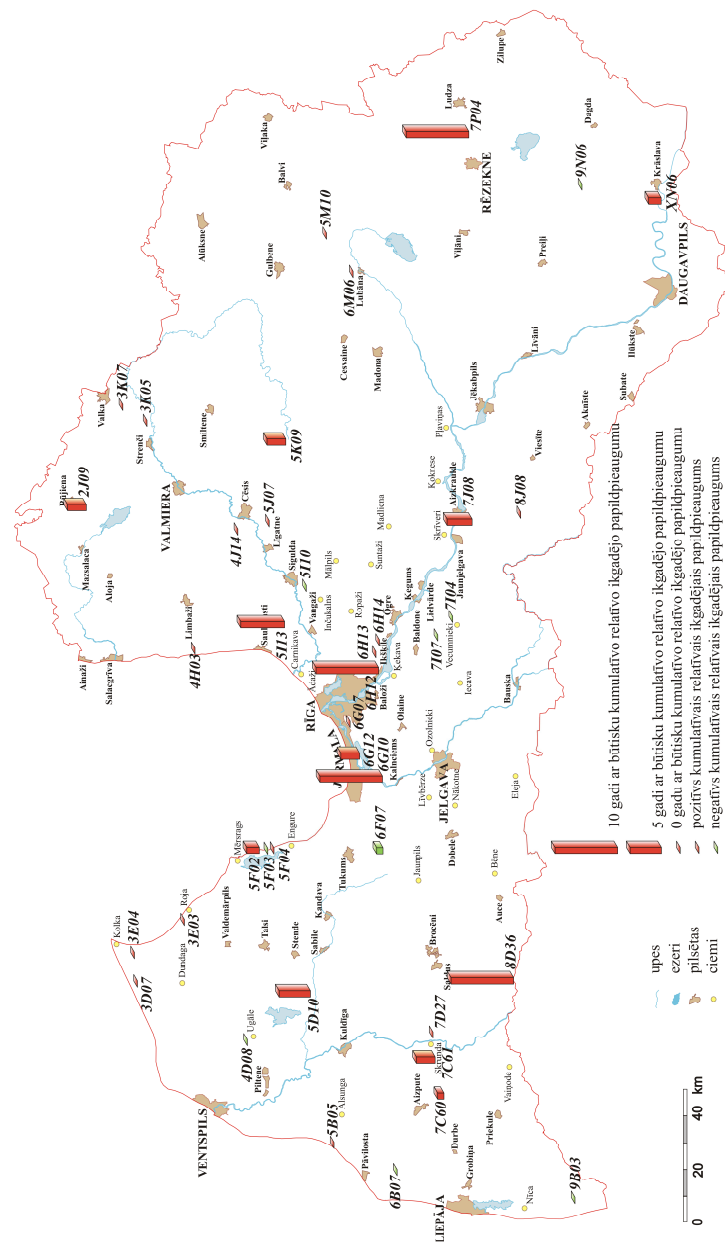 Ainaži
Salacgrīva
Mazsalaca
Aloja
Rūjiena
2J09
Limbaži
4H03
Valka
3K07
3K05
Strenči
VALMIERA
Smiltene
Cēsis
4J14
Līgatne
5J07
5K09
Sigulda
5I10
5I13
Saulkrasti
Carnikava
Vangaži
Inčukalns
Mālpils
Ropaži
Suntaži
Madliena
Alūksne
Viļaka
Balvi
Gulbene
5M10
6M06
Lubāna
Cesvaine
Madona
Zilupe
Ludza
7P04
RĒZEKNE
Viļāni
Preiļi
Dagda
9N06
Krāslava
XN06
DAUGAVPILS
Ilūkste
Subate
Līvāni
Aknīste
Viesīte
Jēkabpils
Pļaviņas
Kokrese
Aizkraukle
7J08
8J08
Skrīveri
Jaunjelgava
Ķegums
Lielvārde
7I04
Vecumnieki
7I07
Baldone
Ogre
6H14
Ikšķile
6H13
6H12
Ādaži
RĪGA
Baloži
Ķekava
Iecava
Bauska
Olaine
6G07
JŪRMALA
6G12
6G10
Kalnciems
Ozolnieki
JELGAVA
Līvbērze
Nākotne
Eleja
Mērsrags
5F02
5F03
5F04
Engure
6F07
Tukums
Jaunpils
Dobele
Bēne
Auce
Kolka
3E04
3D07
Roja
3E03
Dundaga
Valdemārpils
Talsi
Stende
Sabile
Kandava
5D10
Ugāle
4D08
Piltene
VENTSPILS
Kuldīga
Alsunga
5B05
Pāvilosta
6B07
Brocēni
Saldus
8D36
7D27
Skrunda
7C61
7C60
Aizpute
Vaiņode
Durbe
Priekule
Grobiņa
LIEPĀJA
Nīca
9B03
10 gadi ar būtisku kumulatīvo relatīvo ikgadējo papildpieaugumu
5 gadi ar būtisku kumulatīvo relatīvo ikgadējo papildpieaugumu
0 gadu ar būtisku kumulatīvo relatīvo ikgadējo papildpieaugumu
pozitīvs kumulatīvais relatīvais ikgadējais papildpieaugums
negatīvs kumulatīvais relatīvais ikgadējais papildpieaugums
upes
ezeri
pilsētas
ciemi
0 20 40 km